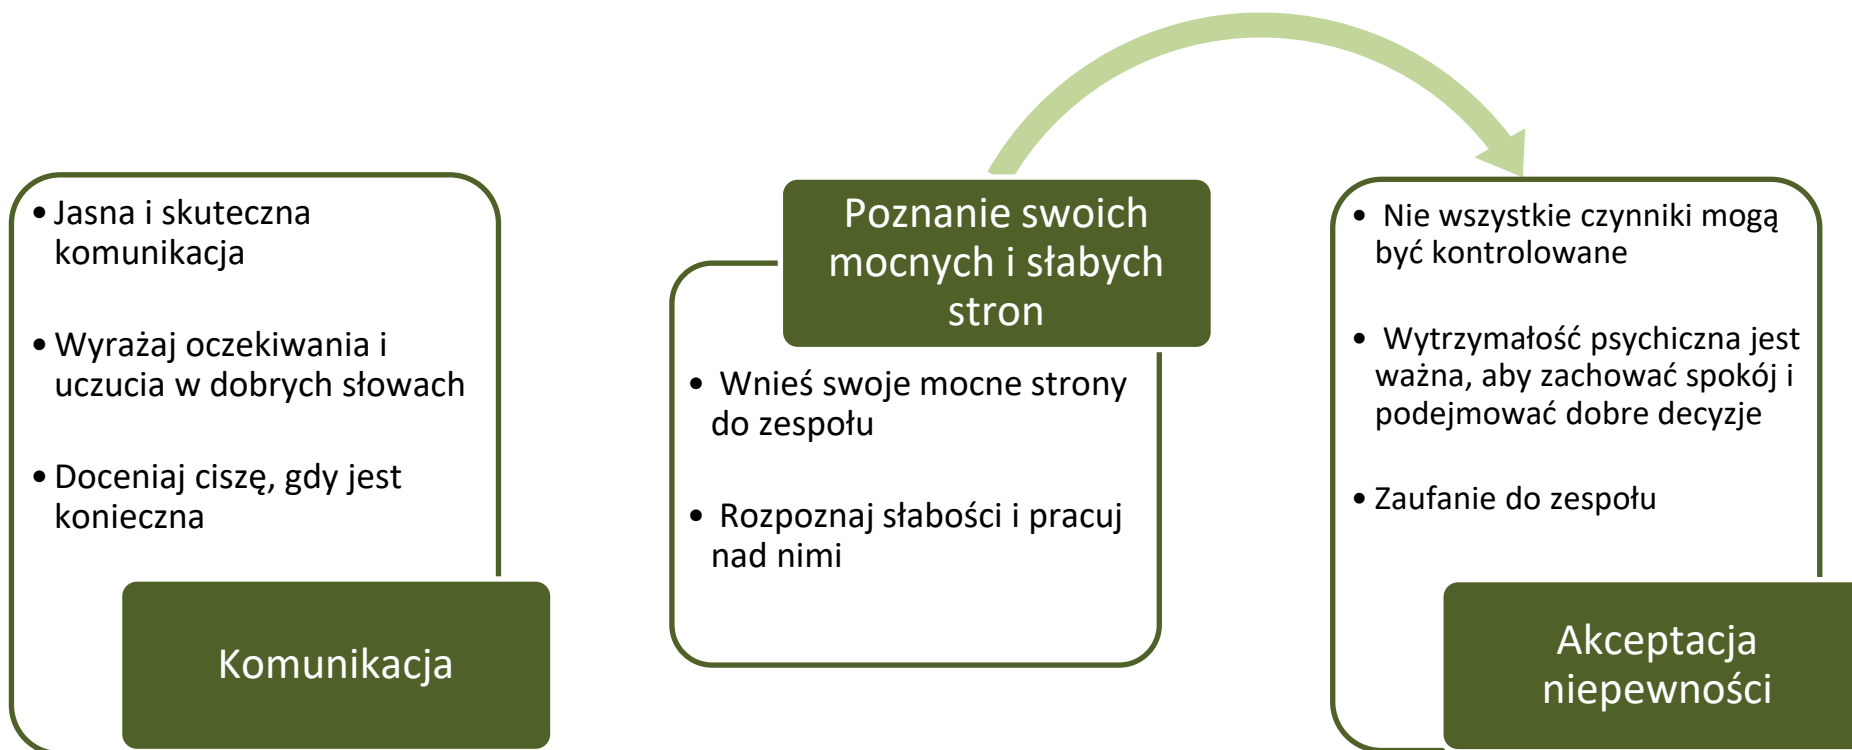 • Jasna i skuteczna
komunikacja
• Wyrażaj oczekiwania i
uczucia w dobrych słowach
• Doceniaj ciszę, gdy jest
konieczna
Komunikacja
Poznanie swoich
mocnych i słabych
stron
• Wnieś swoje mocne strony
do zespołu
• Rozpoznaj słabości i pracuj
nad nimi
• Nie wszystkie czynniki mogą
być kontrolowane
• Wytrzymałość psychiczna jest
ważna, aby zachować spokój i
podejmować dobre decyzje
• Zaufanie do zespołu
Akceptacja
niepewności